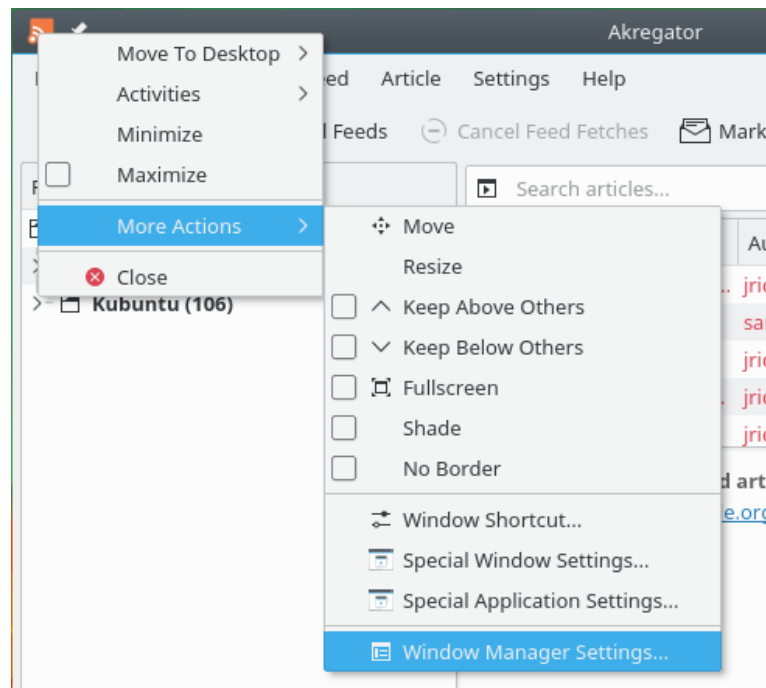 Akregator
Move To Desktop
Article Settings Help
Activities
Minimize
Feeds Cancel Feed Fetches Mark
Maximize
Search articles...
More Actions
Move
Close
Resize
Kubuntu (106)
Keep Above Others
Keep Below Others
Fullscreen
Shade
No Border
Window Shortcut...
Special Window Settings...
Special Application Settings...
Window Manager Settings...